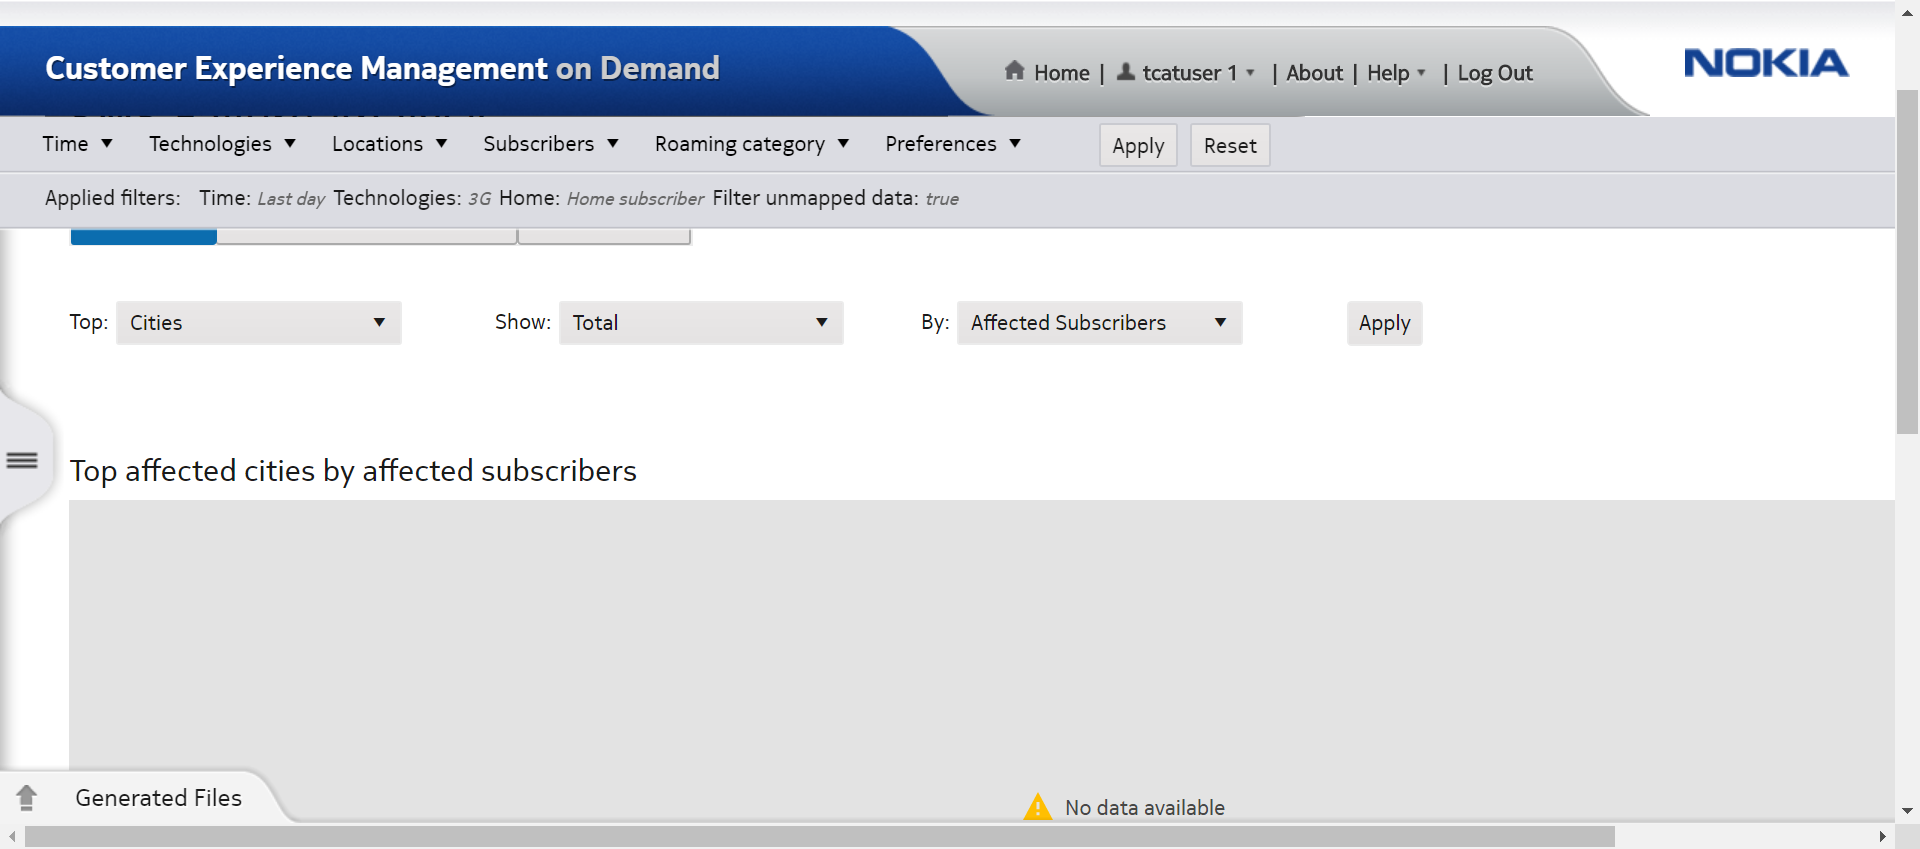 Customer Experience Management on Demand
Home | tcatuser 1 | About | Help | Log Out
NOKIA
Time Technologies Locations Subscribers Roaming category Preferences Apply Reset
Applied filters: Time: Last day Technologies: 3G Home: Home subscriber Filter unmapped data: true
Top: Cities Show: Total By: Affected Subscribers Apply
Top affected cities by affected subscribers
No data available
Generated Files